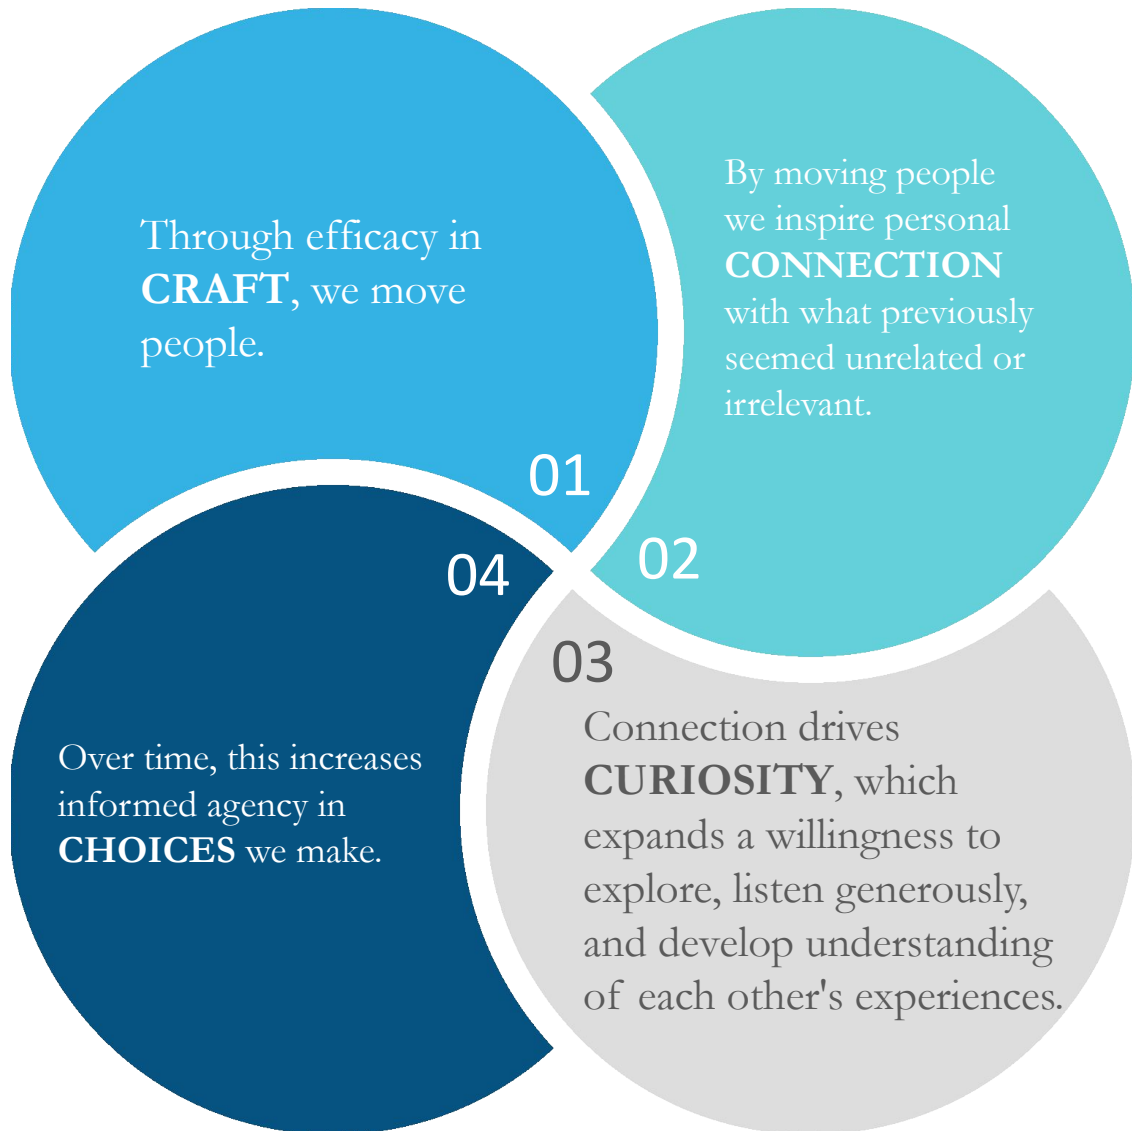 Through efficacy in
CRAFT, we move
people.
01
By moving people
we inspire personal
CONNECTION
with what previously
seemed unrelated or
irrelevant.
02
03
Connection drives
CURIOSITY, which
expands a willingness to
explore, listen generously,
and develop understanding
of each other's experiences.
04
Over time, this increases
informed agency in
CHOICES we make.